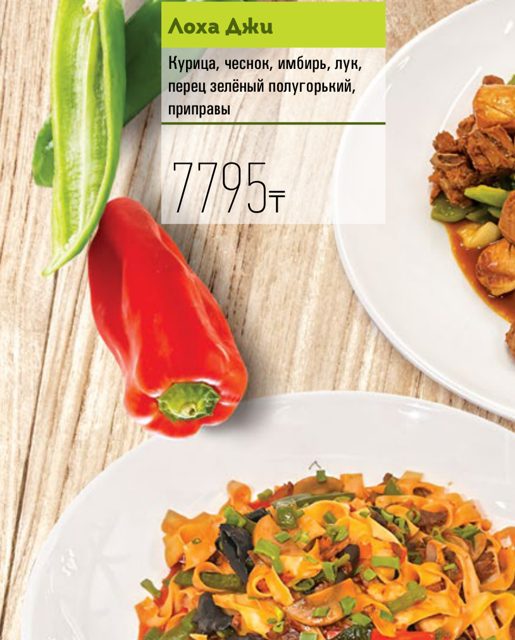 Лоха Джи
Курица, чеснок, имбирь, лук,
перец зелёный полугорький,
приправы
7795₸